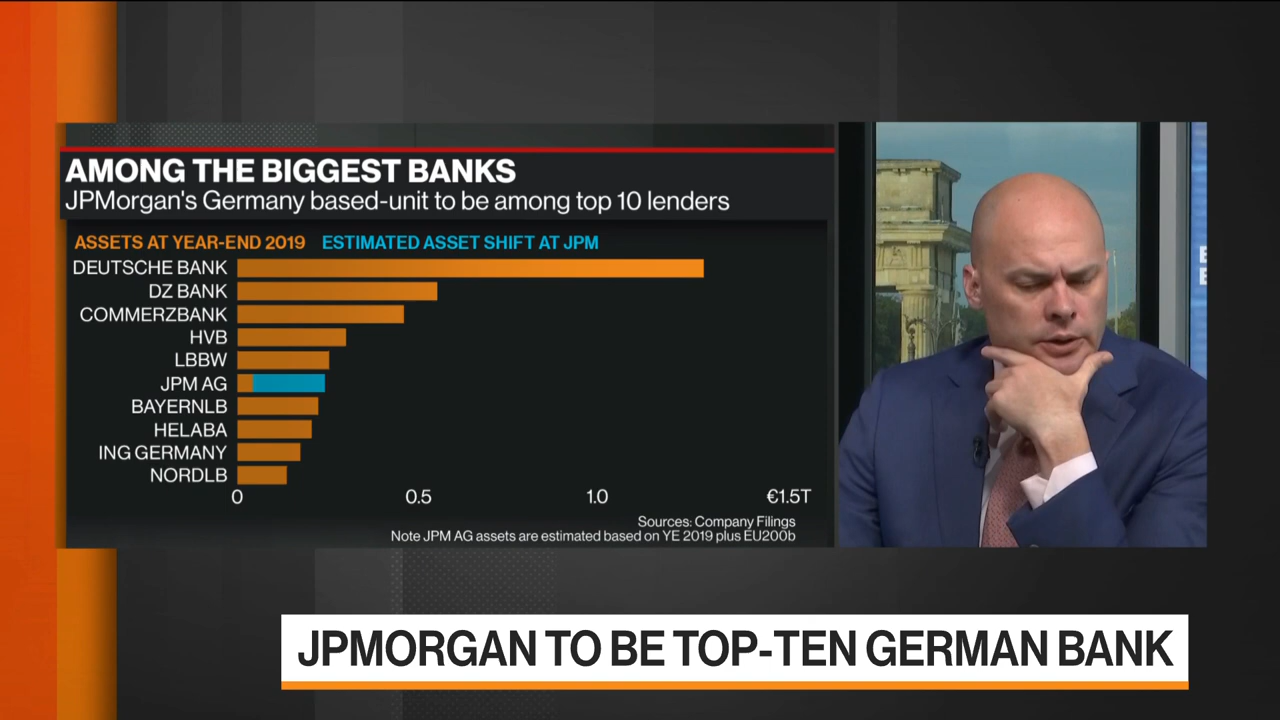 AMONG THE BIGGEST BANKS
JPMorgan's Germany based-unit to be among top 10 lenders
ASSETS AT YEAR-END 2019 ESTIMATED ASSET SHIFT AT JPM
DEUTSCHE BANK
DZ BANK
COMMERZBANK
HVB
LBBW
JPM AG
BAYERNLB
HELABA
ING GERMANY
NORDLB
0 0.5 1.0 €1.5T
Sources: Company Filings
Note JPM AG assets are estimated based on YE 2019 plus EU200b
JPMORGAN TO BE TOP-TEN GERMAN BANK